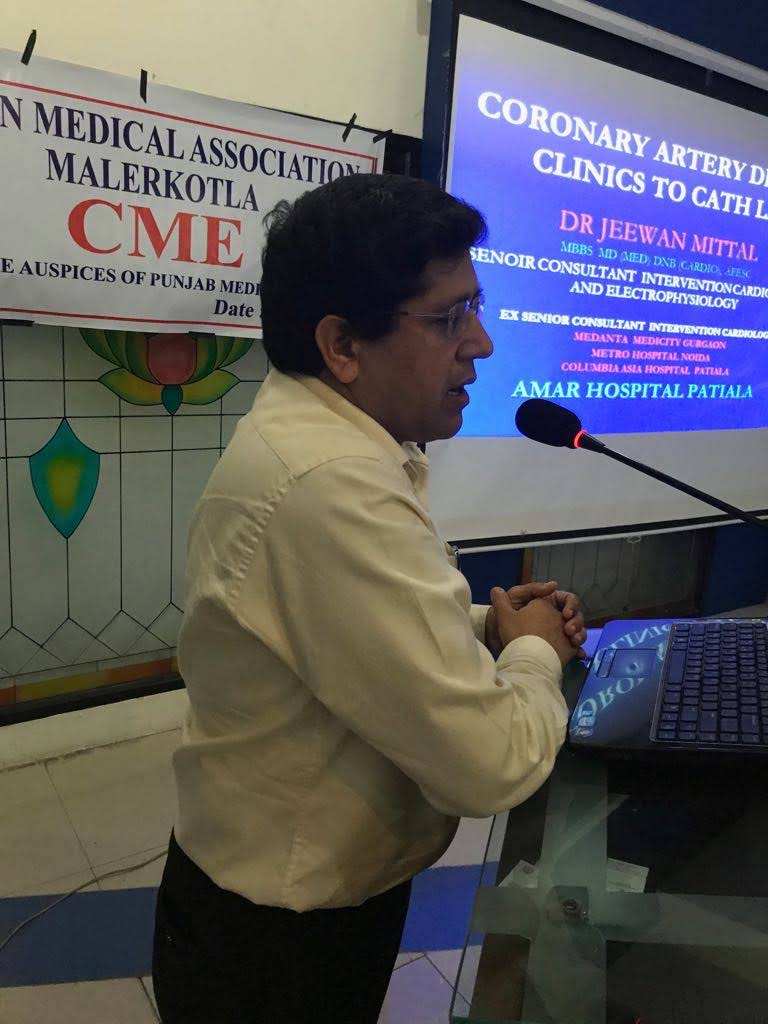 N MEDICAL ASSOCIATION
MALERKOTLA
CME
E AUSPICES OF PUNJAB MEDI
Date :
CORONARY ARTERY DI
CLINICS TO CATH L
DR JEEWAN MITTAL
MBBS MD (MED) DNB (CARDIO) AFESC
SENOIR CONSULTANT INTERVENTION CARDIO
AND ELECTROPHYSIOLOGY
EX SENIOR CONSULTANT INTERVENTION CARDIOLOG
MEDANTA MEDICITY GURGAON
METRO HOSPITAL NOIDA
COLUMBIA ASIA HOSPITAL PATIALA
AMAR HOSPITAL PATIALA